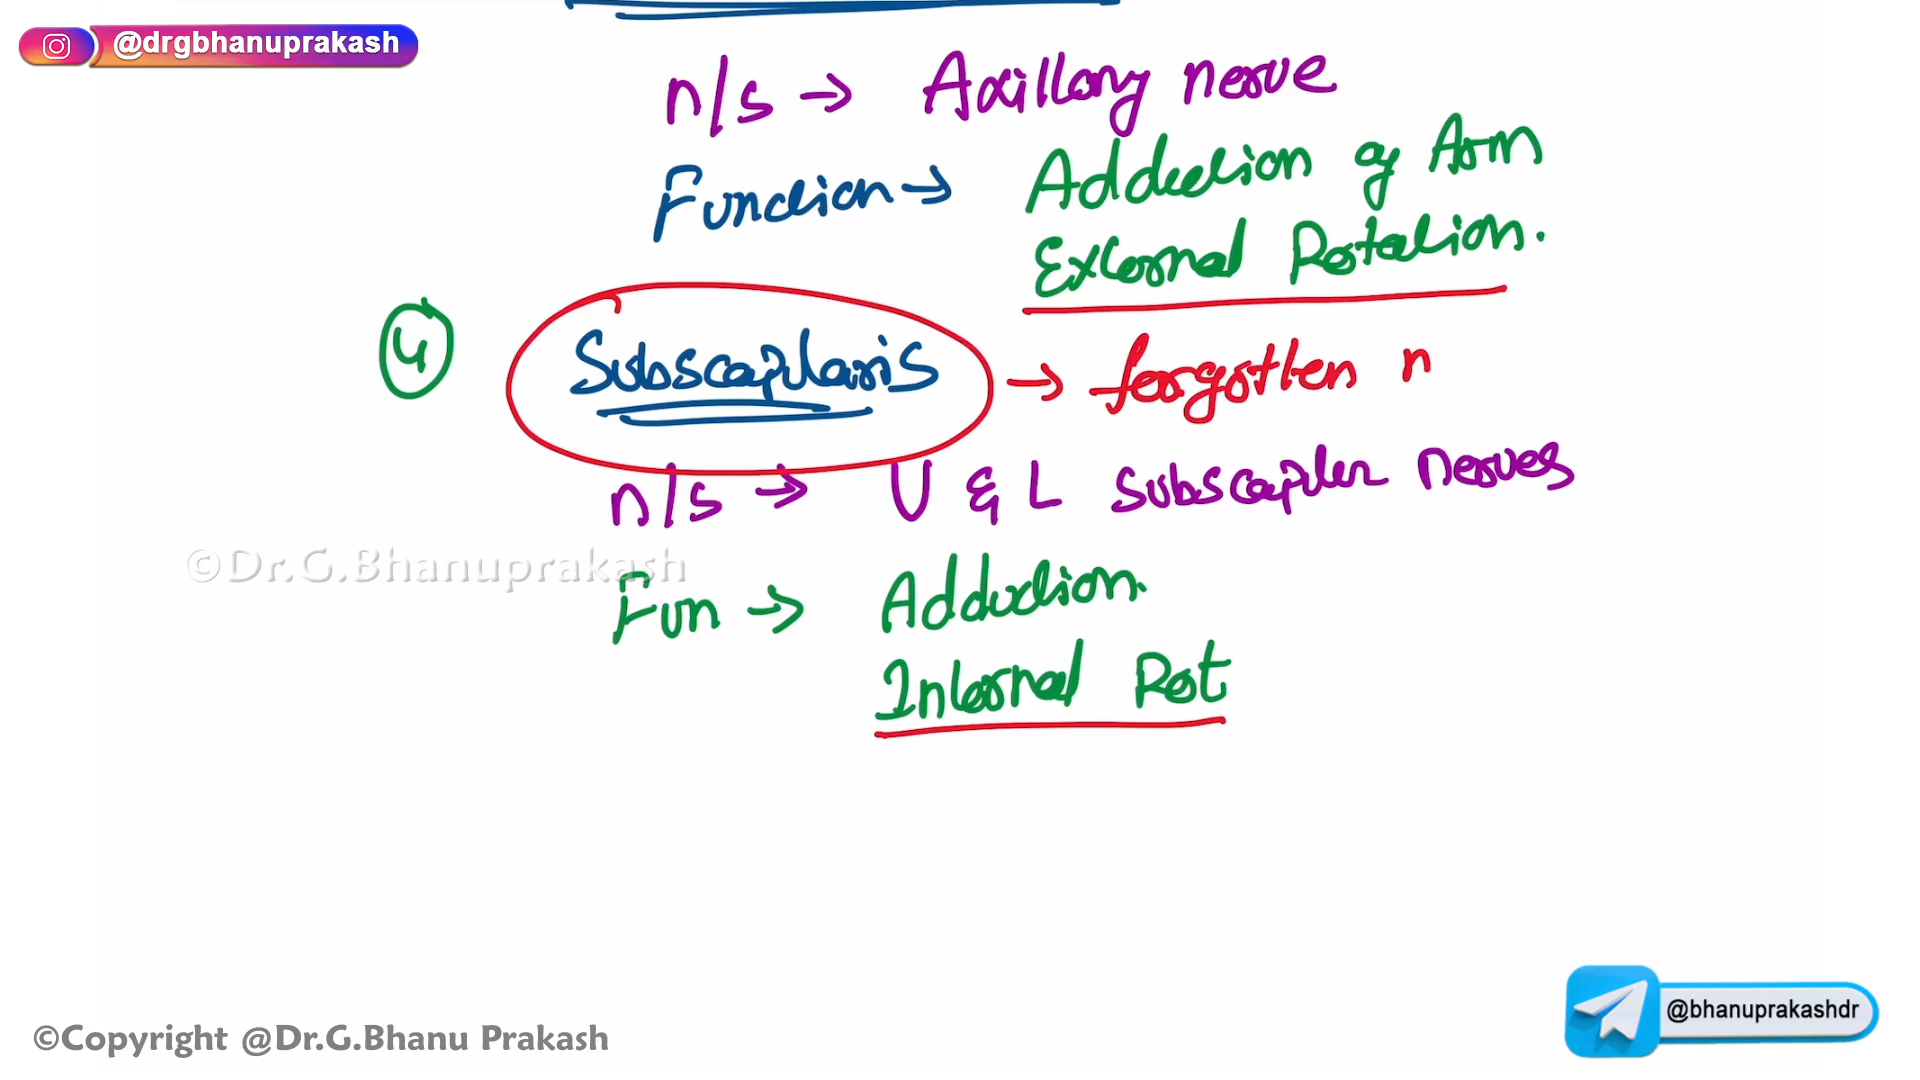 @drgbhanuprakash
n/s → Axillary nerve
Function → Adduction of Arm
External Rotation.
4 Subscapularis → forgotten n
n/s → U & L subscapular nerves
©Dr.G.Bhanuprakash
Fun → Adduction.
Internal Rot
@bhanuprakashdr
©Copyright @Dr.G.Bhanu Prakash